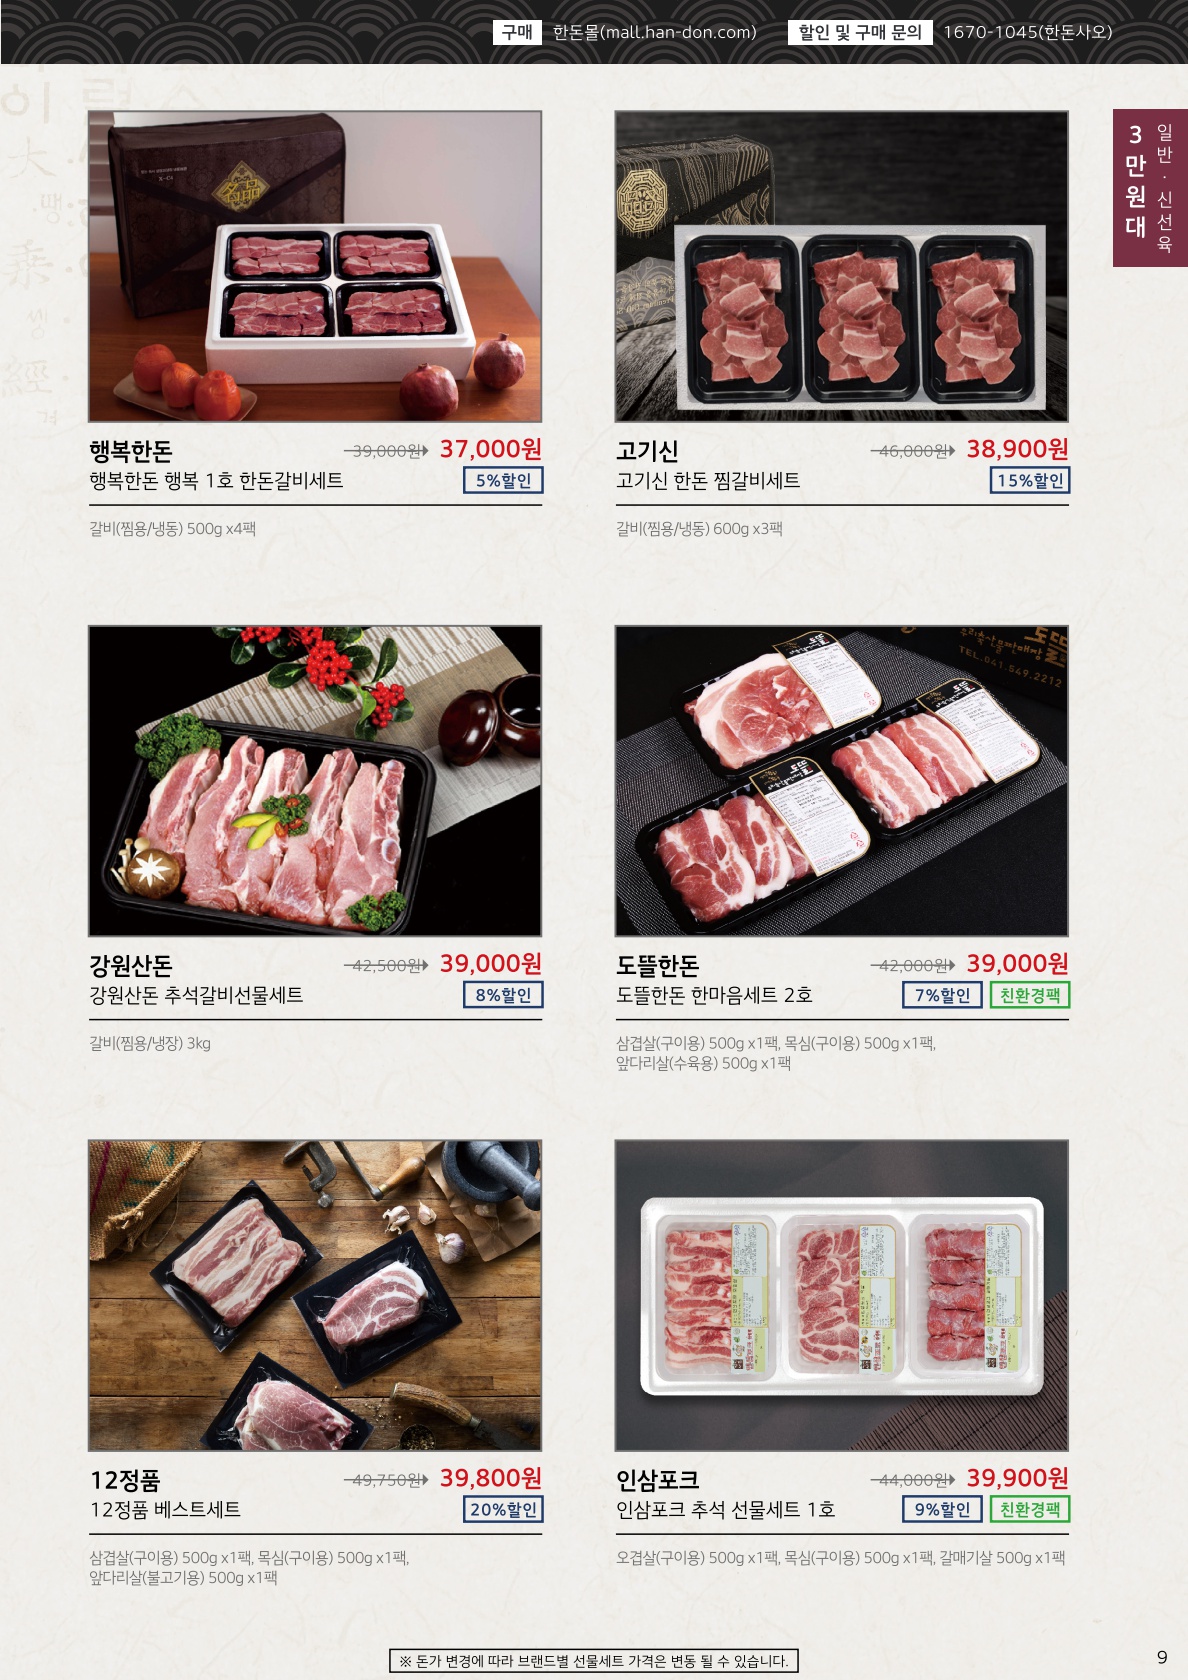 구매 한돈몰(mall.han-don.com) 할인 및 구매 문의 1670-1045(한돈사오)
일반 · 신선육
3만원대
名品
행복한돈 39,000원 37,000원
행복한돈 행복 1호 한돈갈비세트 5%할인
갈비(찜용/냉동) 500g x4팩
고기신 46,000원 38,900원
고기신 한돈 찜갈비세트 15%할인
갈비(찜용/냉동) 600g x3팩
강원산돈 42,500원 39,000원
강원산돈 추석갈비선물세트 8%할인
갈비(찜용/냉장) 3kg
우리축산물판매장 도뜰
TEL.041.549.2212
도뜰한돈 42,000원 39,000원
도뜰한돈 한마음세트 2호 7%할인 친환경팩
삼겹살(구이용) 500g x1팩, 목심(구이용) 500g x1팩,
앞다리살(수육용) 500g x1팩
12정품 49,750원 39,800원
12정품 베스트세트 20%할인
삼겹살(구이용) 500g x1팩, 목심(구이용) 500g x1팩,
앞다리살(불고기용) 500g x1팩
인삼포크 44,000원 39,900원
인삼포크 추석 선물세트 1호 9%할인 친환경팩
오겹살(구이용) 500g x1팩, 목심(구이용) 500g x1팩, 갈매기살 500g x1팩
※ 돈가 변경에 따라 브랜드별 선물세트 가격은 변동 될 수 있습니다.
9